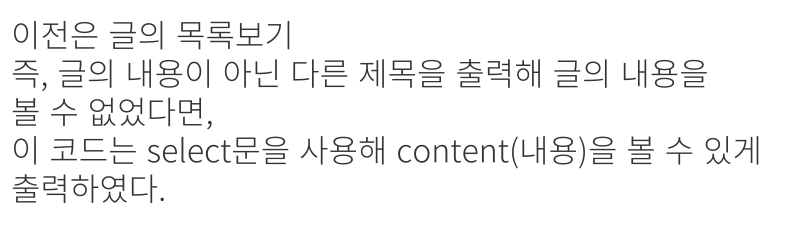 이전은 글의 목록보기
즉, 글의 내용이 아닌 다른 제목을 출력해 글의 내용을
볼 수 없었다면,
이 코드는 select문을 사용해 content(내용)을 볼 수 있게
출력하였다.